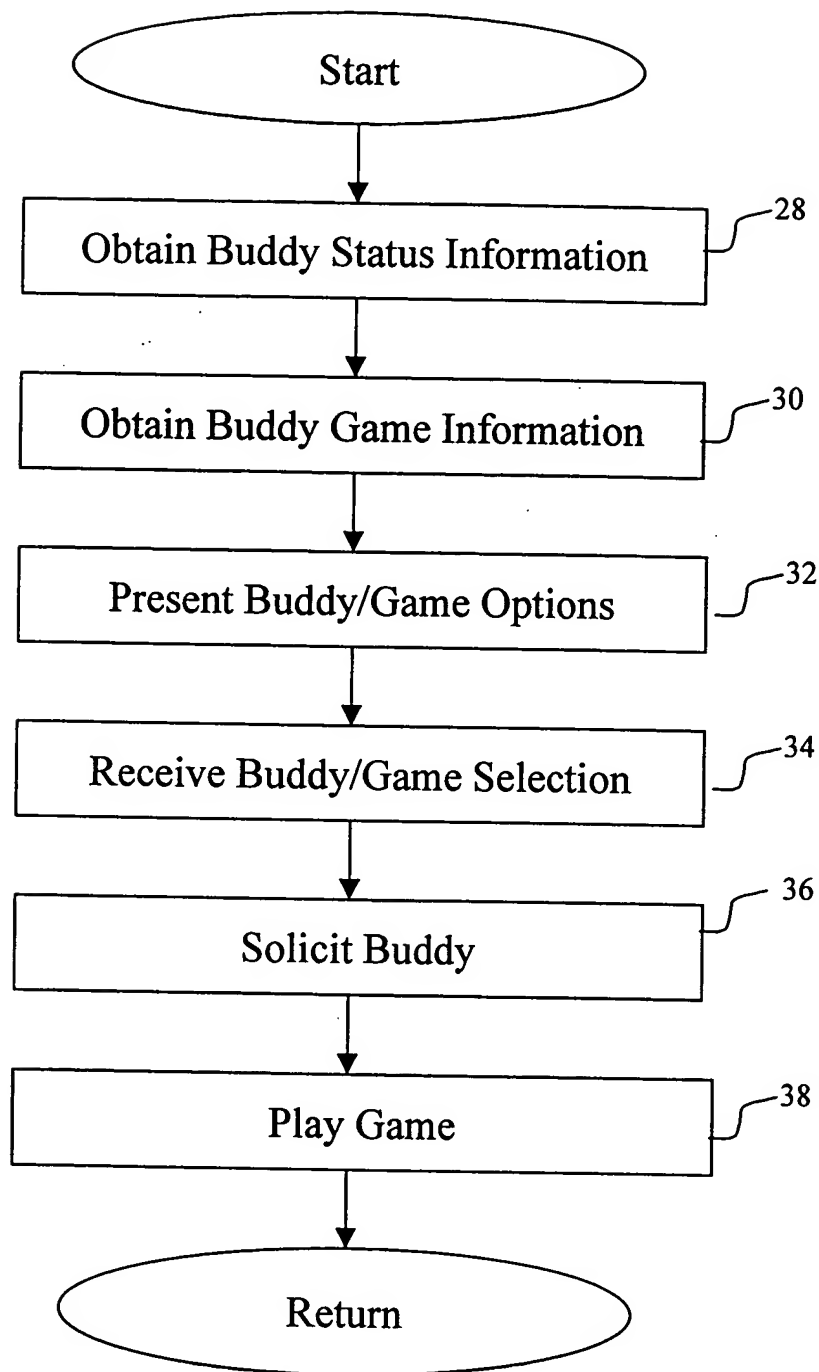 Start
Obtain Buddy Status Information
28
Obtain Buddy Game Information
30
Present Buddy/Game Options
32
Receive Buddy/Game Selection
34
Solicit Buddy
36
Play Game
38
Return